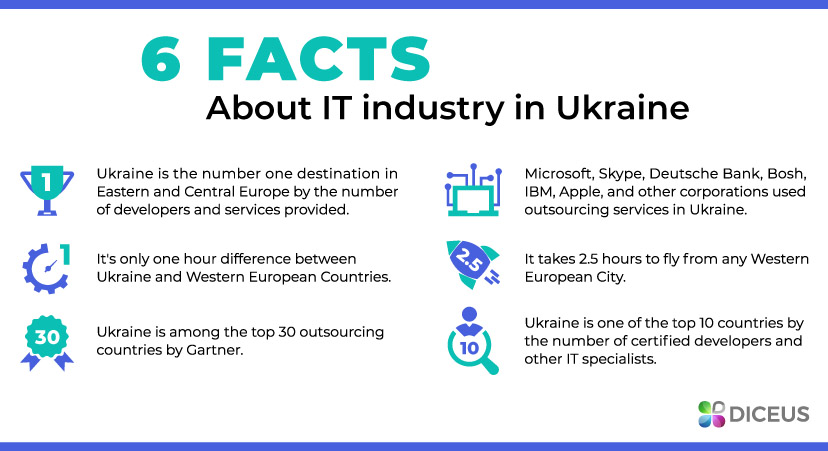 6 FACTS
About IT industry in Ukraine
1
Ukraine is the number one destination in
Eastern and Central Europe by the number
of developers and services provided.
1
It's only one hour difference between
Ukraine and Western European Countries.
30
Ukraine is among the top 30 outsourcing
countries by Gartner.
Microsoft, Skype, Deutsche Bank, Bosh,
IBM, Apple, and other corporations used
outsourcing services in Ukraine.
2.5
It takes 2.5 hours to fly from any Western
European City.
10
Ukraine is one of the top 10 countries by
the number of certified developers and
other IT specialists.
DICEUS